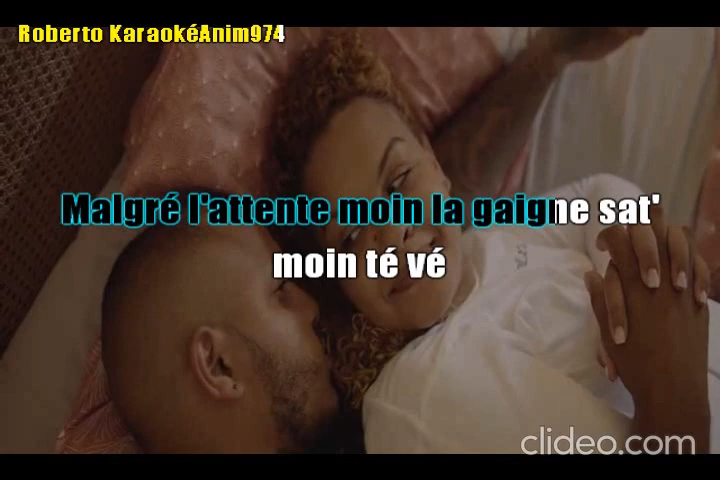 Roberto KaraokéAnim974
Malgré l'attente moin la gaigne sat'
moin té vé
clideo.com